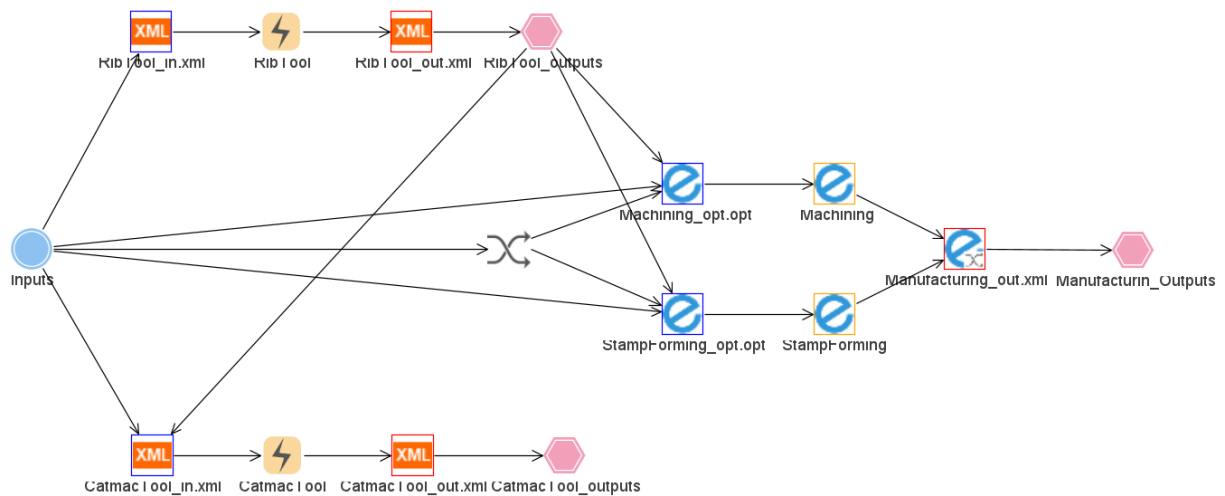 XML
XML
RibTool_in.xml
RibTool
RibTool_out.xml
RibTool_outputs
Machining_opt.opt
Machining
Inputs
Manufacturing_out.xml
Manufacturin_Outputs
StampForming_opt.opt
StampForming
XML
XML
CatmacTool_in.xml
CatmacTool
CatmacTool_out.xml
CatmacTool_outputs